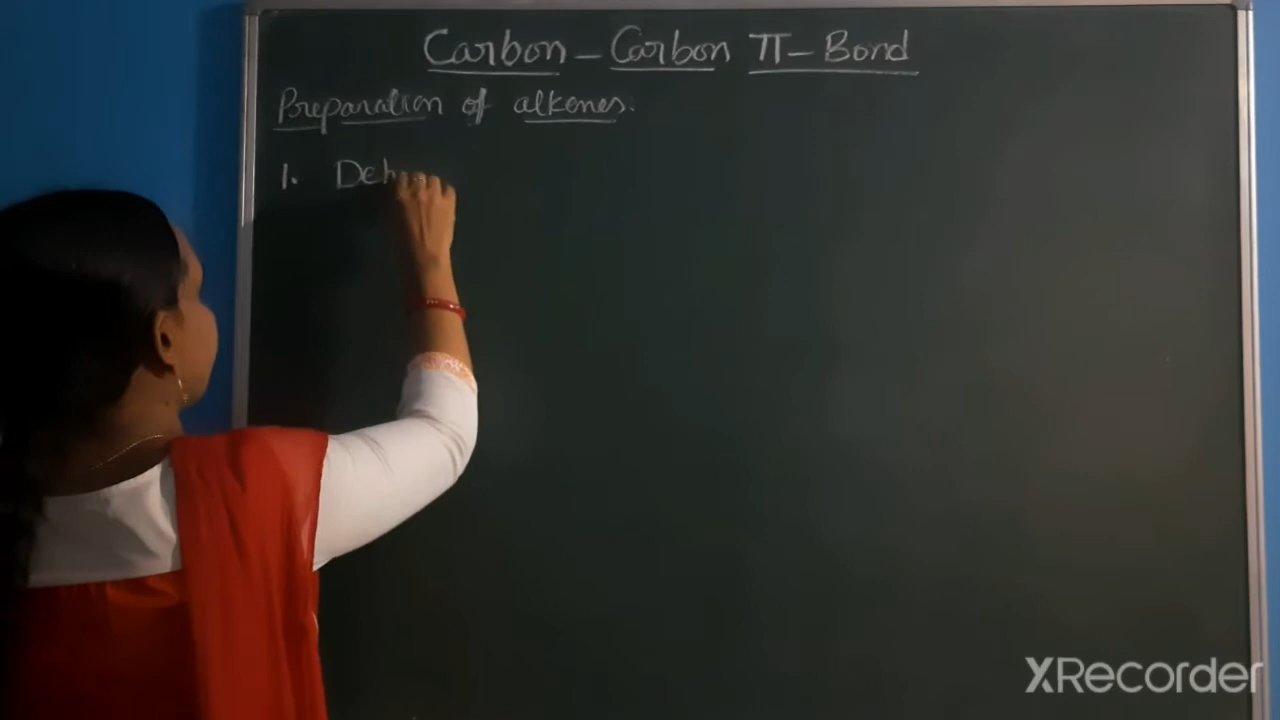 Carbon - Carbon π - Bond
Preparation of alkenes.
1. Deh
XRecorder